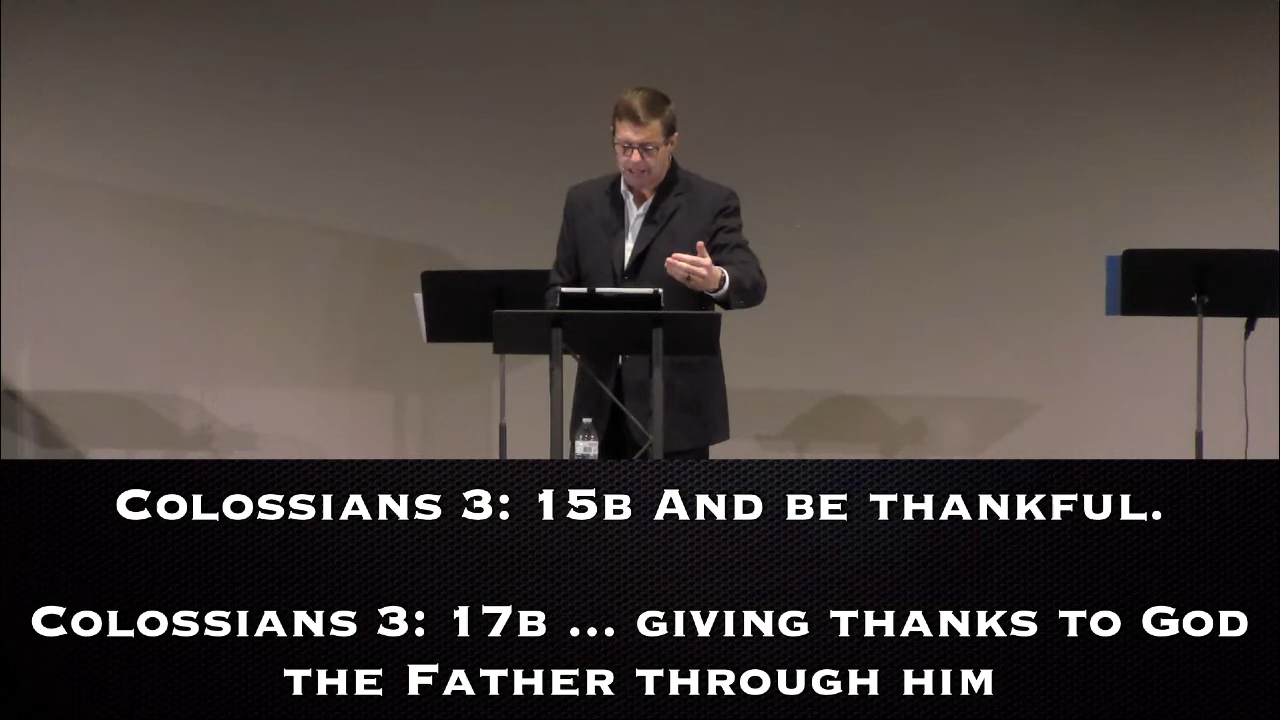 Colossians 3: 15b And be thankful.
Colossians 3: 17b ... giving thanks to God
the Father through him